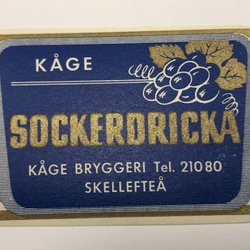 KÅGE
SOCKERDRICKA
KÅGE BRYGGERI Tel. 21080
SKELLEFTEÅ